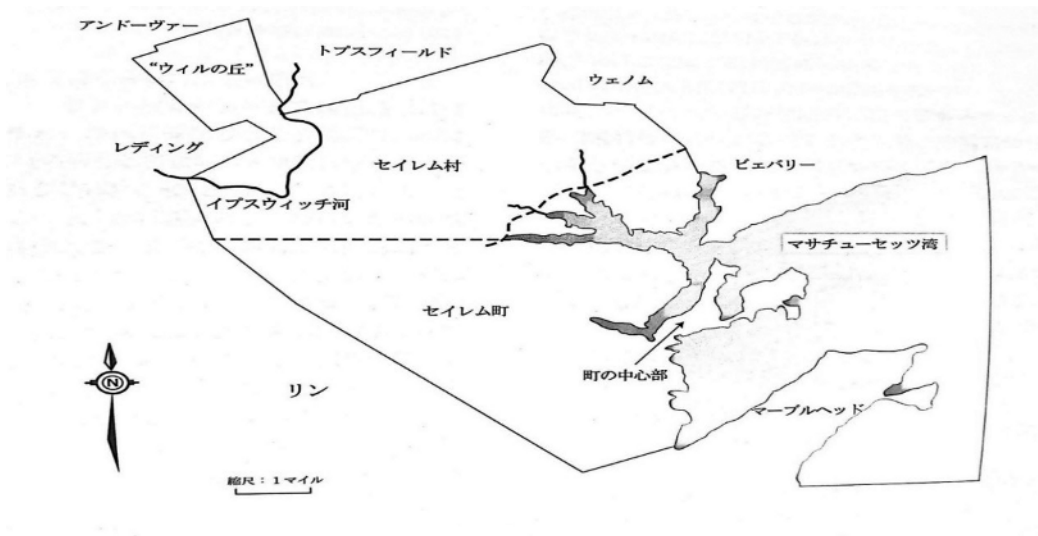 アンドーヴァー
トプスフィールド
“ウィルの丘”
ウェノム
レディング
セイレム村
ビェバリー
イプスウィッチ河
マサチューセッツ湾
セイレム町
町の中心部
リン
マーブルヘッド
N
縮尺：1マイル